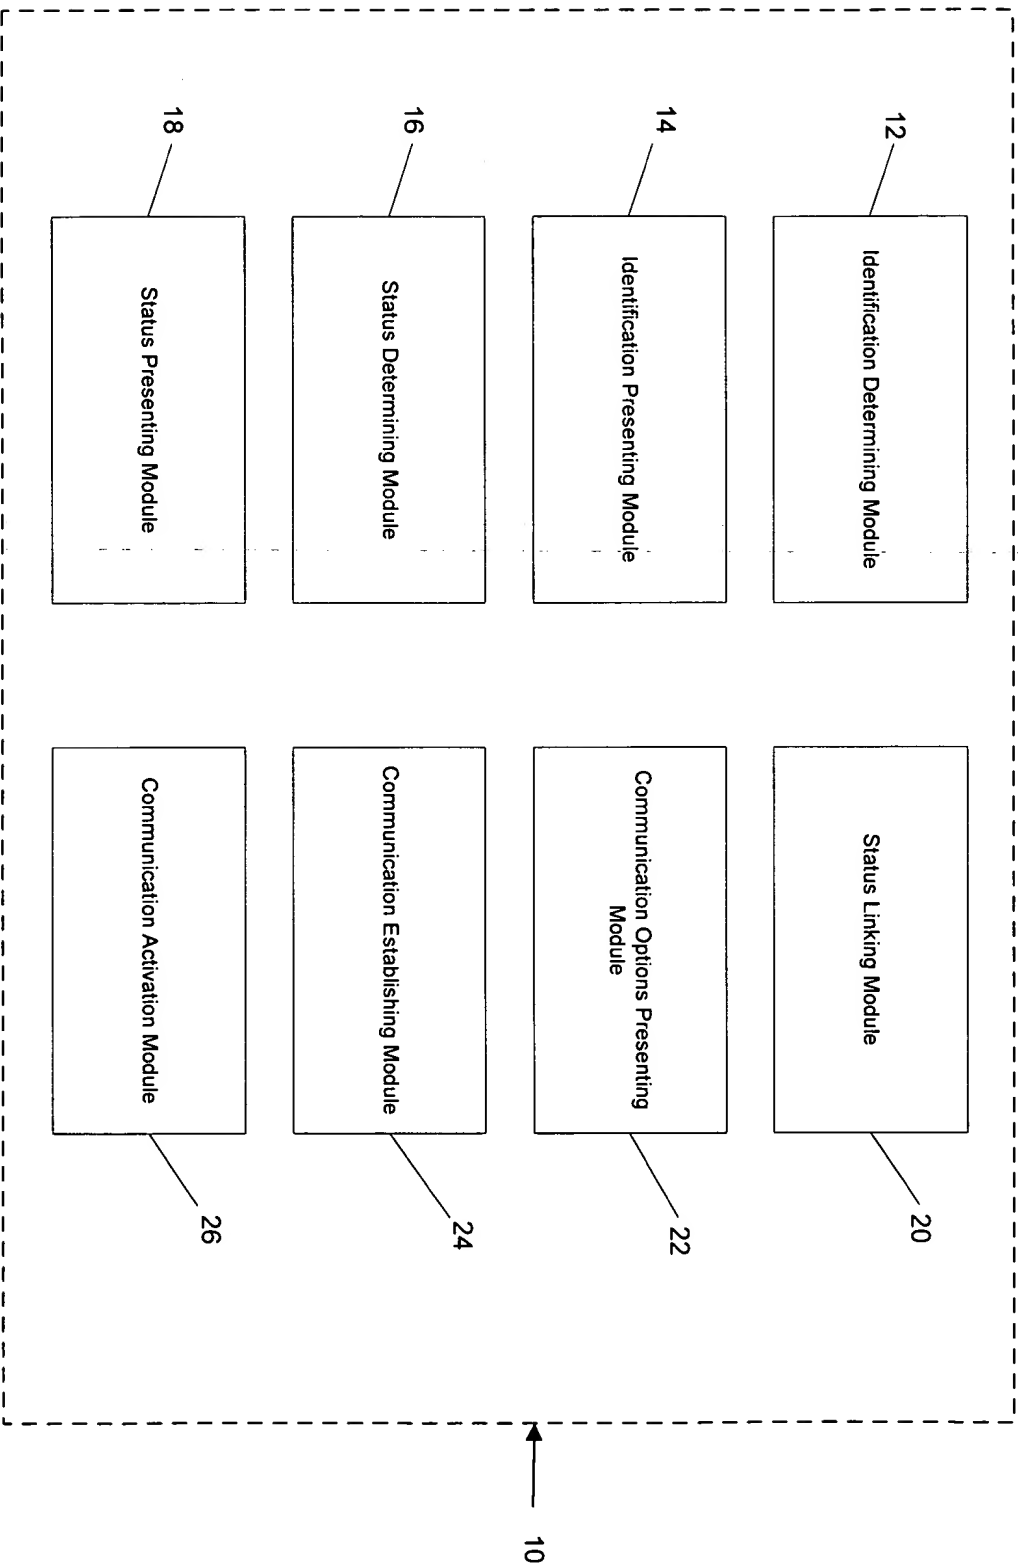 12
Identification Determining Module
14
Identification Presenting Module
16
Status Determining Module
18
Status Presenting Module
Status Linking Module
20
Communication Options Presenting
Module
22
Communication Establishing Module
24
Communication Activation Module
26
10